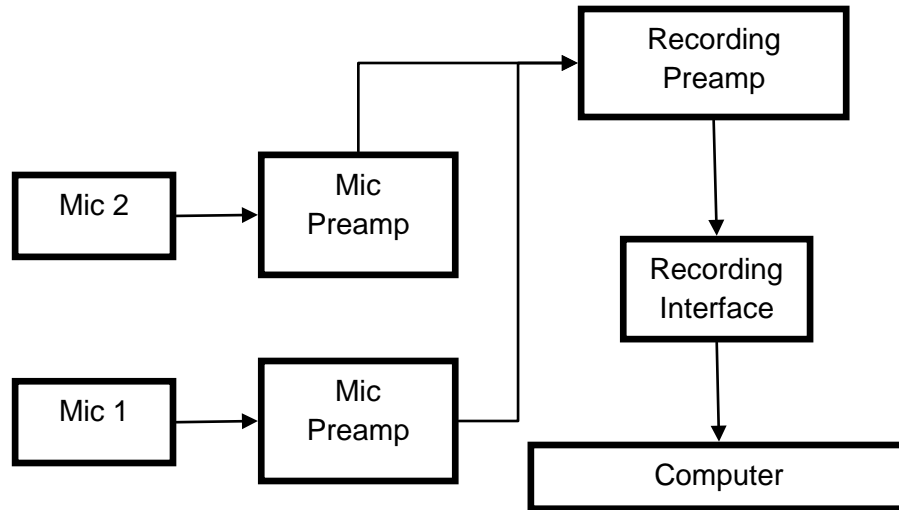 Recording
Preamp
Mic
Preamp
Mic 2
Recording
Interface
Mic
Preamp
Mic 1
Computer